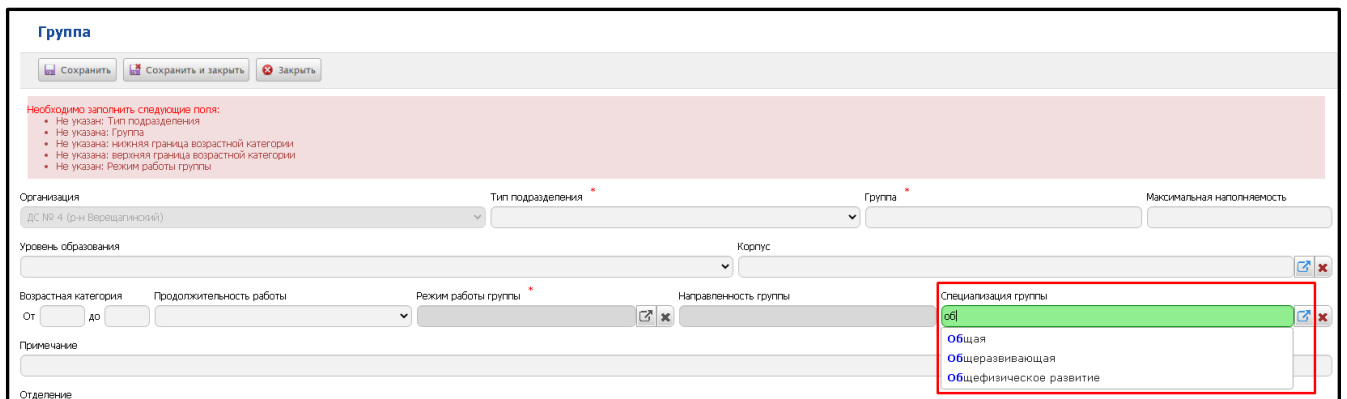 Группа
Сохранить Сохранить и закрыть Закрыть
Необходимо заполнить следующие поля:
• Не указан: Тип подразделения
• Не указана: Группа
• Не указана: нижняя граница возрастной категории
• Не указана: верхняя граница возрастной категории
• Не указан: Режим работы группы
Организация Тип подразделения * Группа * Максимальная наполняемость
ДС № 4 (р-н Верещагинский)
Уровень образования Корпус
Возрастная категория Продолжительность работы Режим работы группы * Направленность группы Специализация группы
От до об
Общая
Общеразвивающая
Общефизическое развитие
Примечание
Отделение